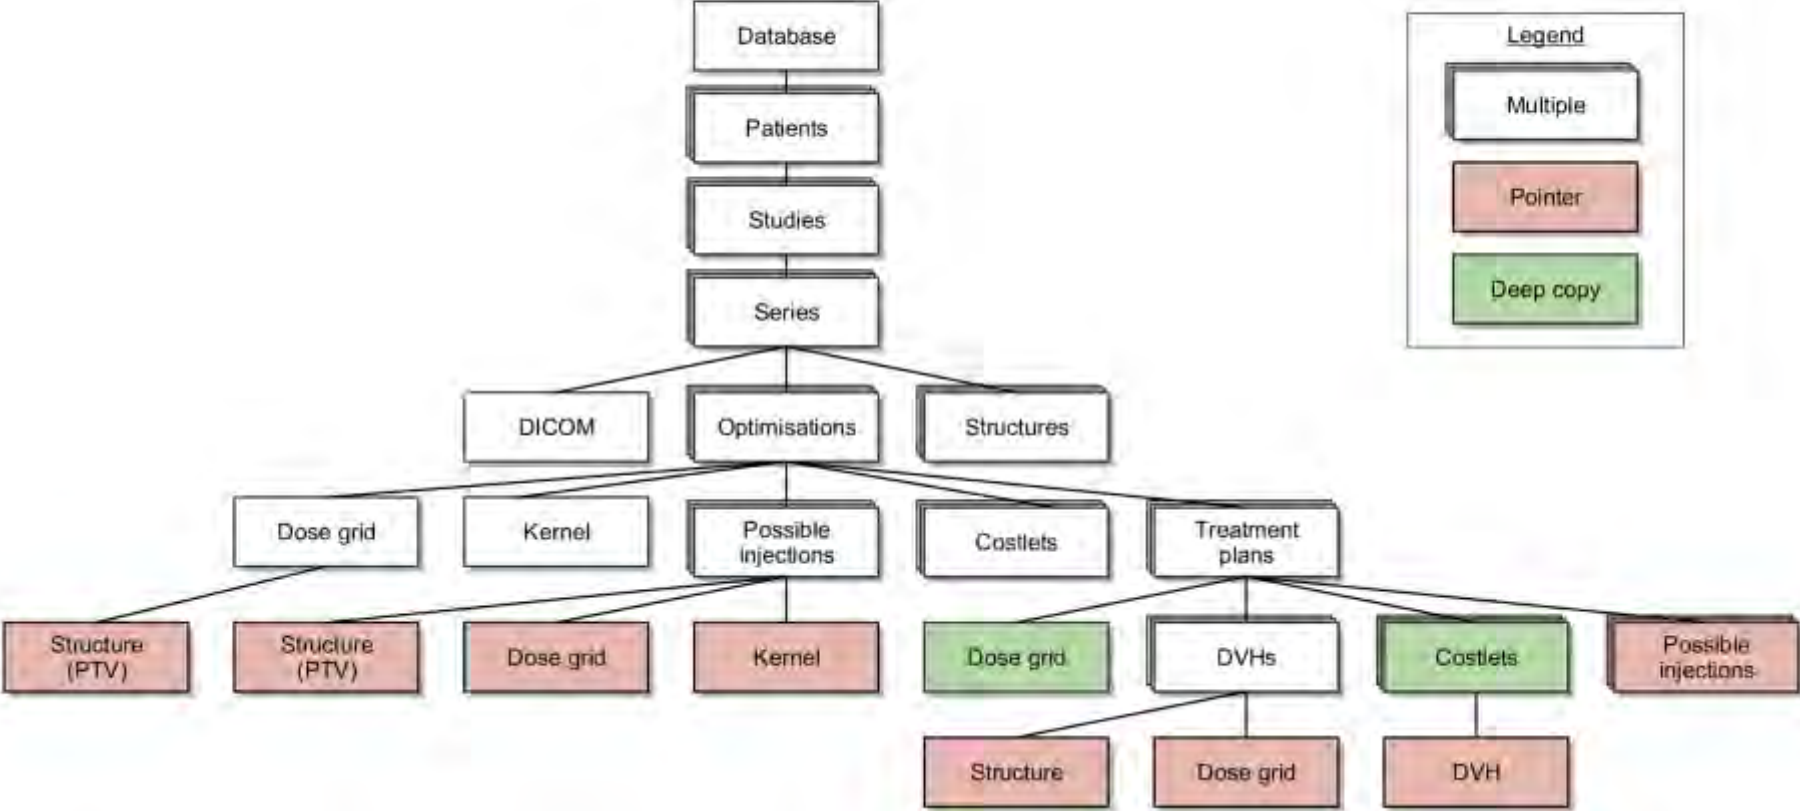 Database
Legend
Multiple
Patients
Pointer
Studies
Deep copy
Series
DICOM
Optimisations
Structures
Dose grid
Kernel
Possible
injections
Costlets
Treatment
plans
Structure
(PTV)
Structure
(PTV)
Dose grid
Kernel
Dose grid
DVHs
Costlets
Possible
injections
Structure
Dose grid
DVH